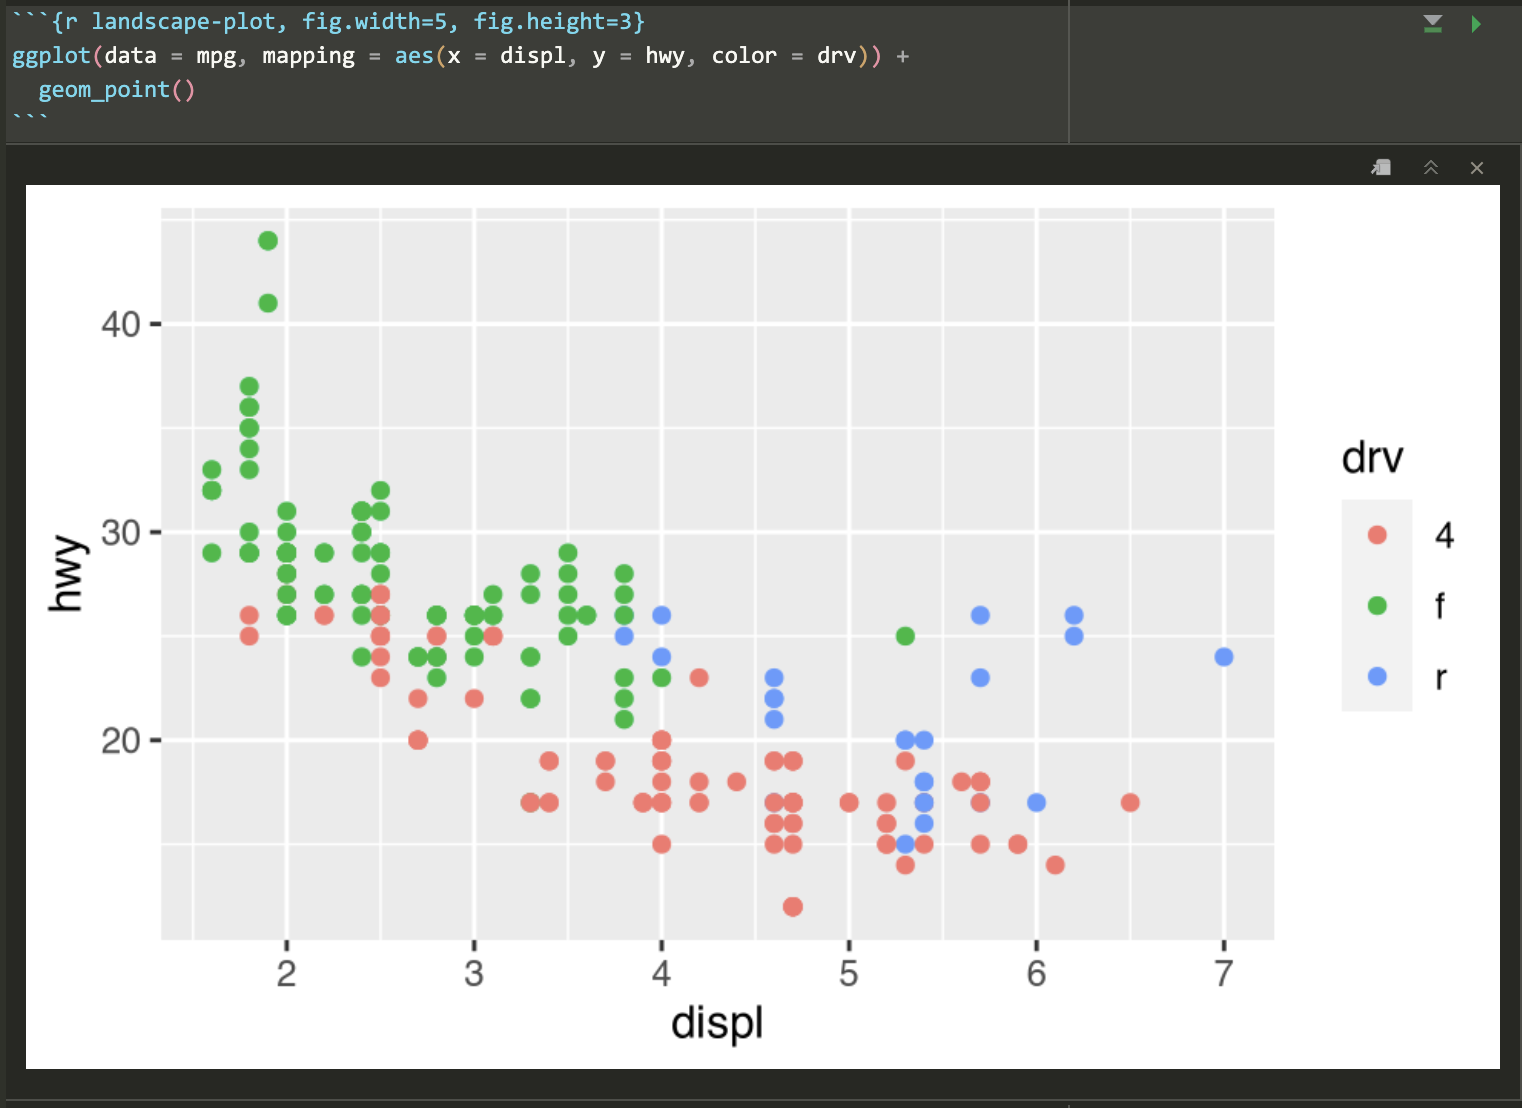 ```{r landscape-plot, fig.width=5, fig.height=3}
ggplot(data = mpg, mapping = aes(x = displ, y = hwy, color = drv)) +
  geom_point()
```
40
30
20
hwy
2 3 4 5 6 7
displ
drv
4
f
r